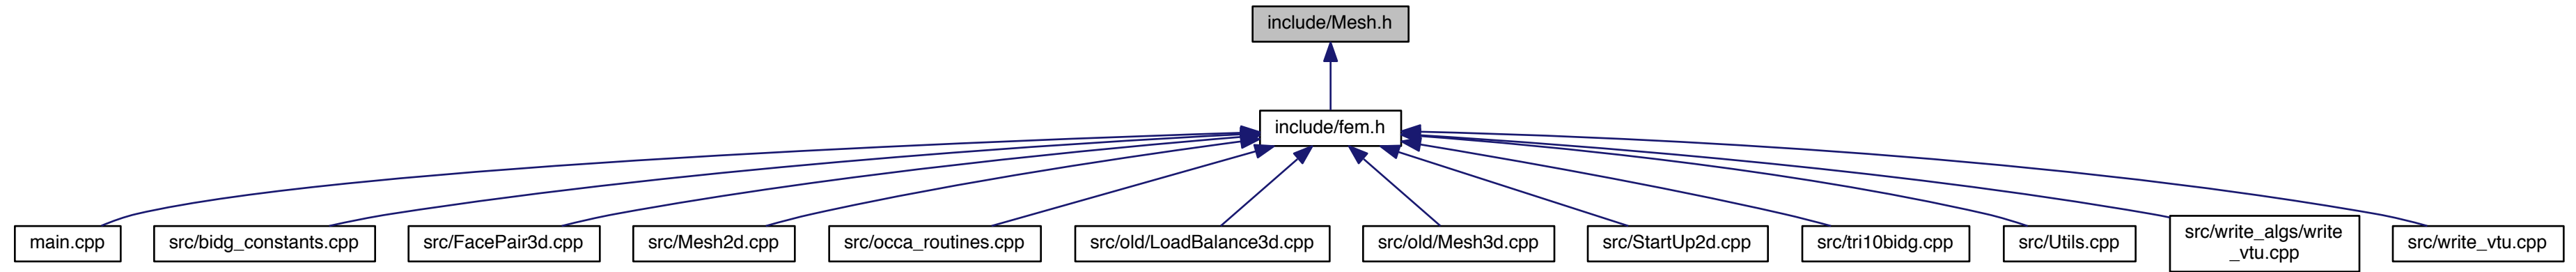 include/Mesh.h
include/fem.h
main.cpp
src/bidg_constants.cpp
src/FacePair3d.cpp
src/Mesh2d.cpp
src/occa_routines.cpp
src/old/LoadBalance3d.cpp
src/old/Mesh3d.cpp
src/StartUp2d.cpp
src/tri10bidg.cpp
src/Utils.cpp
src/write_algs/write
_vtu.cpp
src/write_vtu.cpp